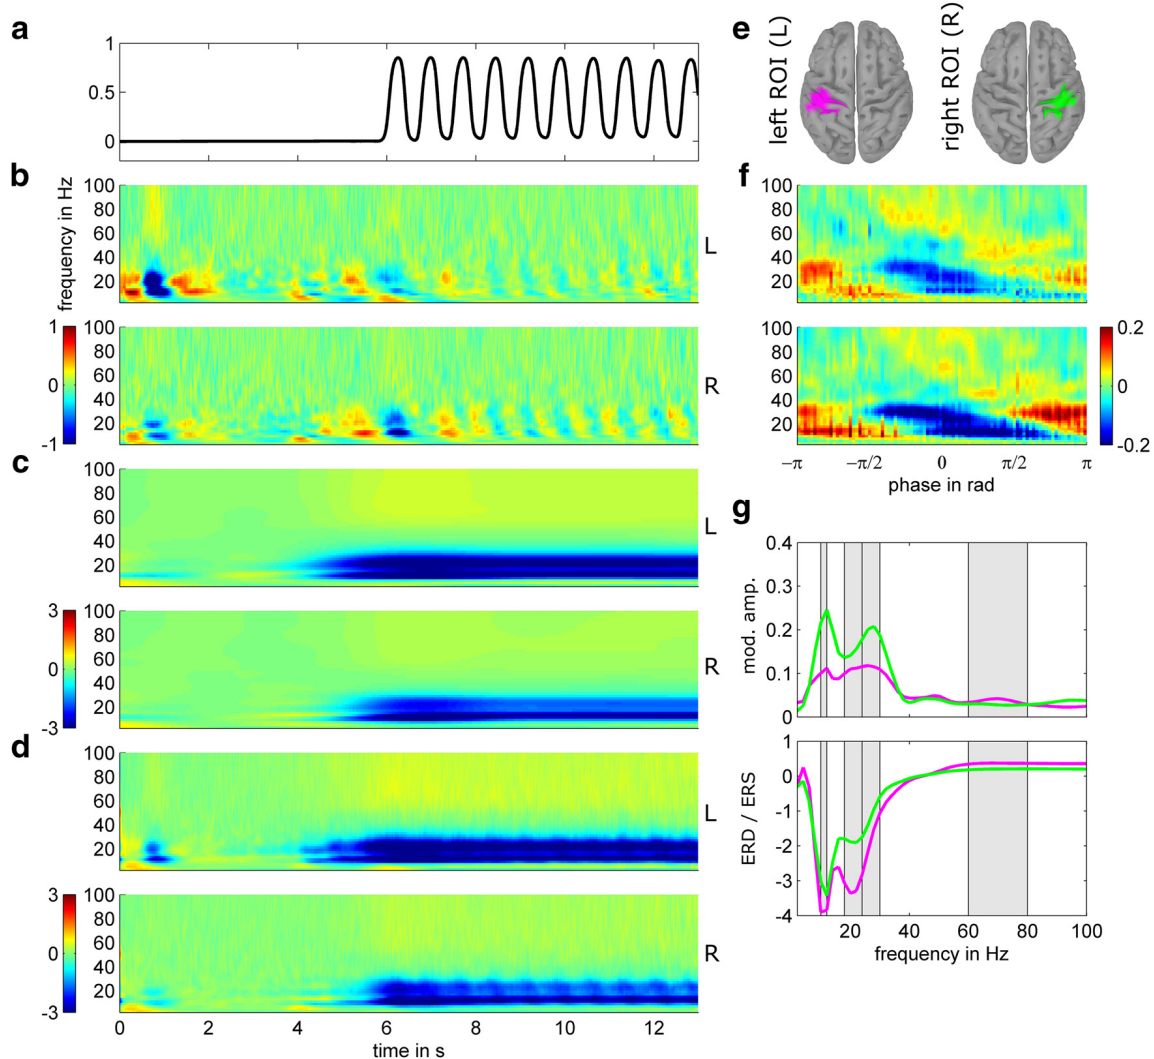 a
1
0.5
0
b
frequency in Hz
100
80
60
40
20
L
100
80
60
40
20
R
1
0
-1
c
100
80
60
40
20
L
100
80
60
40
20
R
3
0
-3
d
100
80
60
40
20
L
100
80
60
40
20
R
3
0
-3
0 2 4 6 8 10 12
time in s
e
left ROI (L)
right ROI (R)
f
100
80
60
40
20
100
80
60
40
20
0.2
0
-0.2
−π −π/2 0 π/2 π
phase in rad
g
mod. amp.
0.4
0.3
0.2
0.1
0
ERD / ERS
1
0
-1
-2
-3
-4
20 40 60 80 100
frequency in Hz